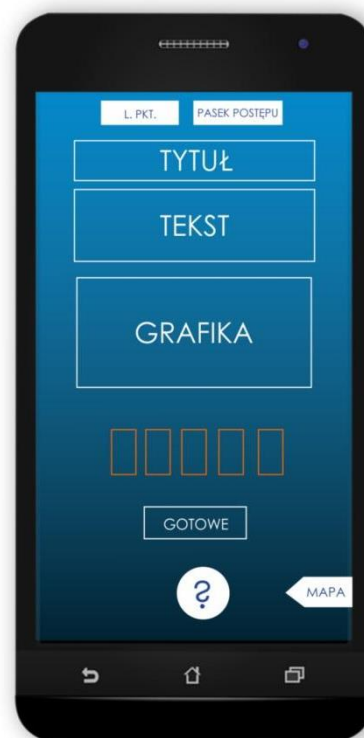 L. PKT.
PASEK POSTĘPU
TYTUŁ
TEKST
GRAFIKA
GOTOWE
?
MAPA